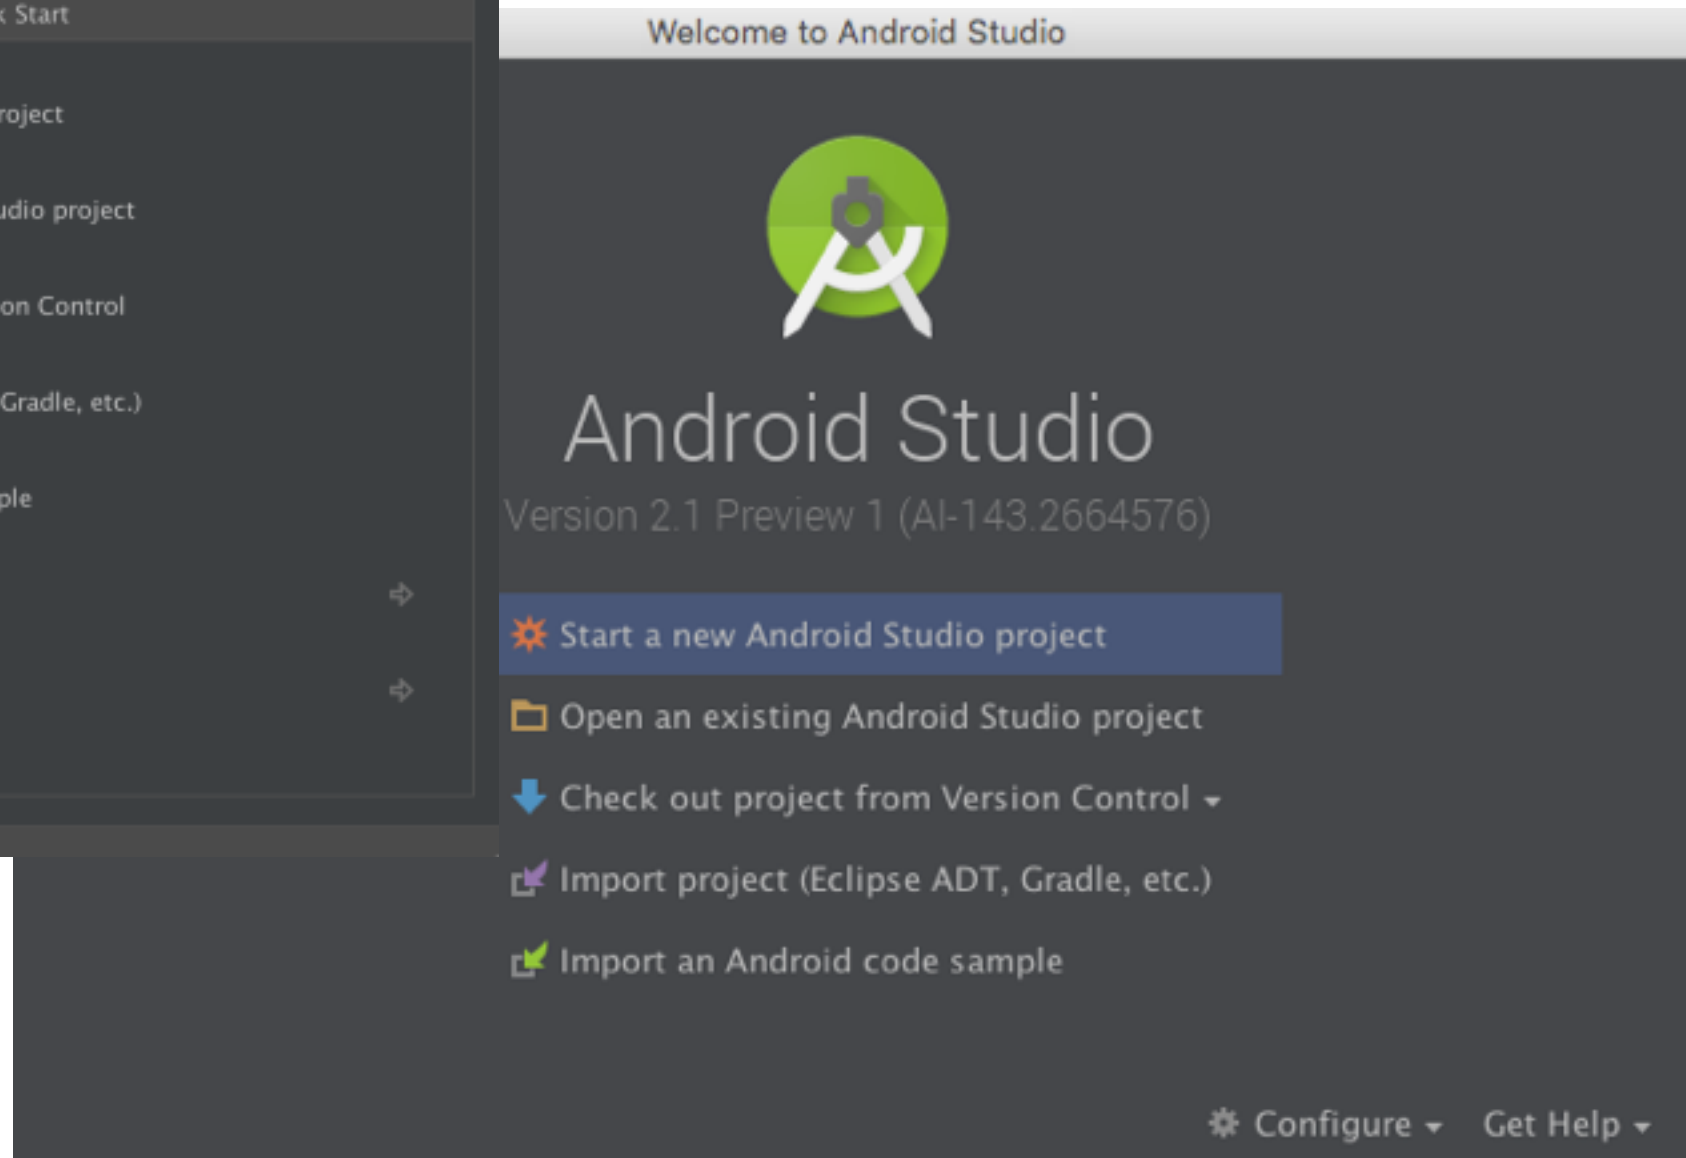 Start
roject
udio project
on Control
Gradle, etc.)
ple
Welcome to Android Studio
Android Studio
Version 2.1 Preview 1 (AI-143.2664576)
Start a new Android Studio project
Open an existing Android Studio project
Check out project from Version Control
Import project (Eclipse ADT, Gradle, etc.)
Import an Android code sample
Configure
Get Help